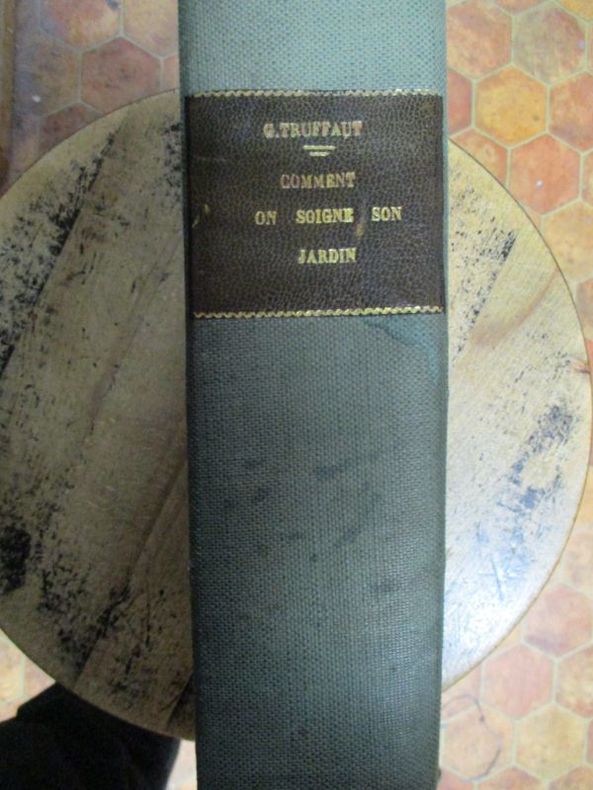 G.TRUFFAUT
COMMENT
ON SOIGNE SON
JARDIN